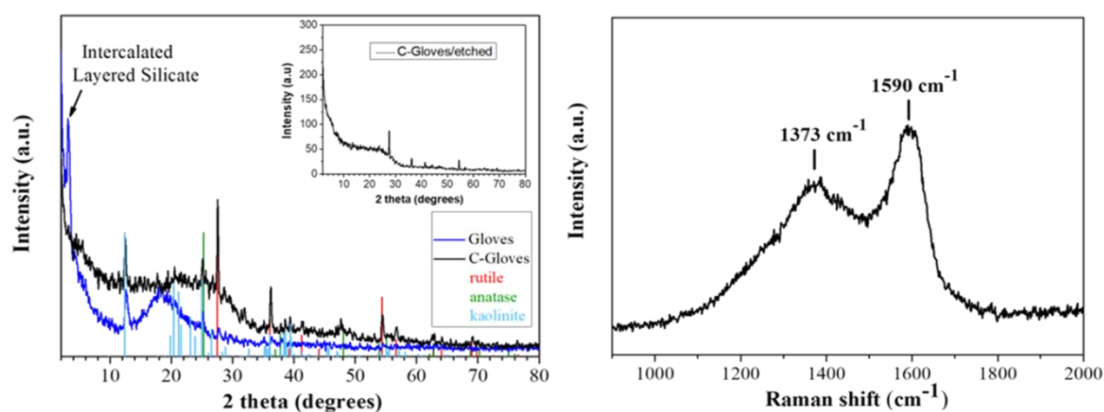 Intercalated
Layered Silicate
300
250
200
150
100
50
0
Intensity (a.u)
C-Gloves/etched
10 20 30 40 50 60 70 80
2 theta (degrees)
Intensity (a.u.)
Gloves
C-Gloves
rutile
anatase
kaolinite
10 20 30 40 50 60 70 80
2 theta (degrees)
Intensity (a.u.)
1373 cm⁻¹
1590 cm⁻¹
1000 1200 1400 1600 1800 2000
Raman shift (cm⁻¹)